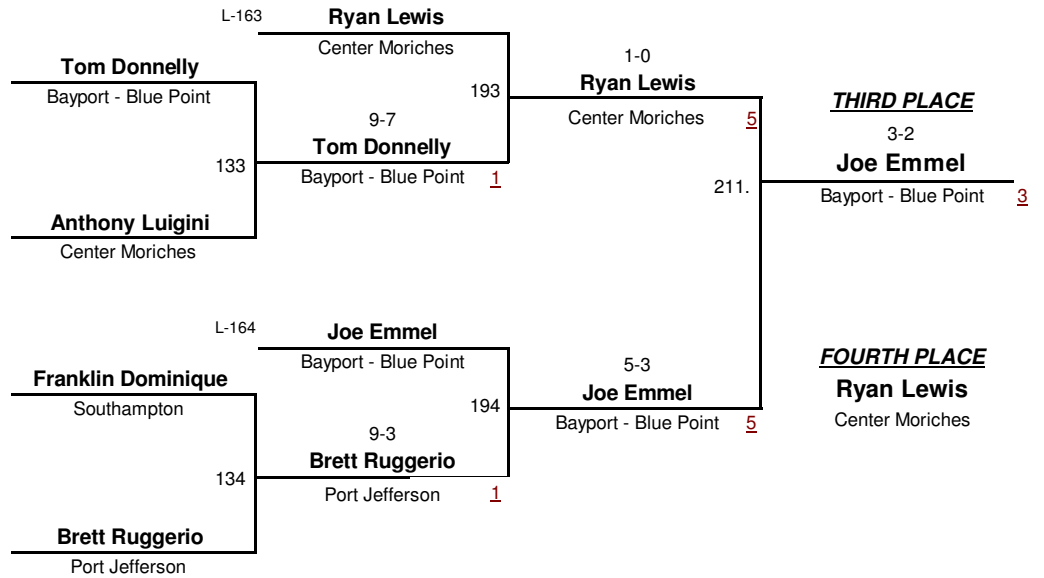 L-163
Ryan Lewis
Center Moriches
Tom Donnelly
Bayport - Blue Point
193
1-0
Ryan Lewis
Center Moriches 5
THIRD PLACE
3-2
Joe Emmel
Bayport - Blue Point 3
9-7
Tom Donnelly
Bayport - Blue Point 1
133
211.
Anthony Luigini
Center Moriches
L-164
Joe Emmel
Bayport - Blue Point
Franklin Dominique
Southampton
194
5-3
Joe Emmel
Bayport - Blue Point 5
FOURTH PLACE
Ryan Lewis
Center Moriches
9-3
Brett Ruggerio
Port Jefferson 1
134
Brett Ruggerio
Port Jefferson